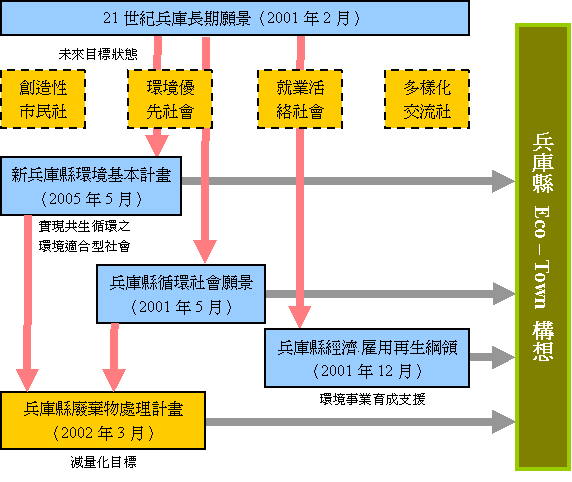 21世紀兵庫長期願景（2001年2月）
未來目標狀態
創造性
市民社
環境優
先社會
就業活
絡社會
多樣化
交流社
新兵庫縣環境基本計畫
（2005年5月）
實現共生循環之
環境適合型社會
兵庫縣循環社會願景
（2001年5月）
兵庫縣經濟.雇用再生綱領
（2001年12月）
環境事業育成支援
兵庫縣廢棄物處理計畫
（2002年3月）
減量化目標
兵庫縣 Eco－Town 構想